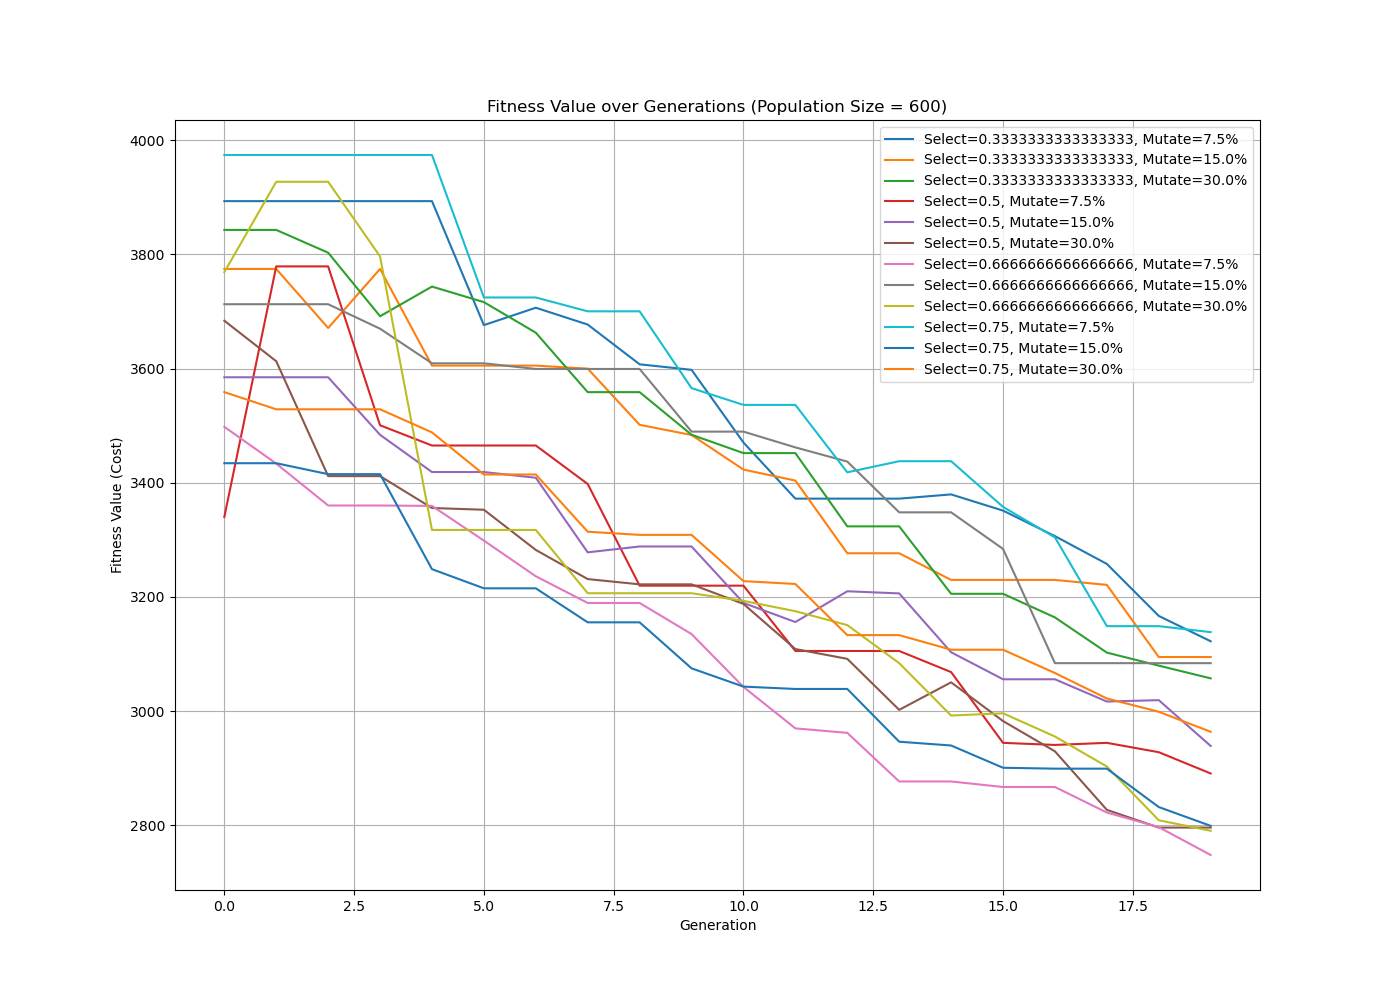 Fitness Value over Generations (Population Size = 600)
4000
3800
3600
3400
3200
3000
2800
Fitness Value (Cost)
Select=0.3333333333333333, Mutate=7.5%
Select=0.3333333333333333, Mutate=15.0%
Select=0.3333333333333333, Mutate=30.0%
Select=0.5, Mutate=7.5%
Select=0.5, Mutate=15.0%
Select=0.5, Mutate=30.0%
Select=0.6666666666666666, Mutate=7.5%
Select=0.6666666666666666, Mutate=15.0%
Select=0.6666666666666666, Mutate=30.0%
Select=0.75, Mutate=7.5%
Select=0.75, Mutate=15.0%
Select=0.75, Mutate=30.0%
0.0 2.5 5.0 7.5 10.0 12.5 15.0 17.5
Generation